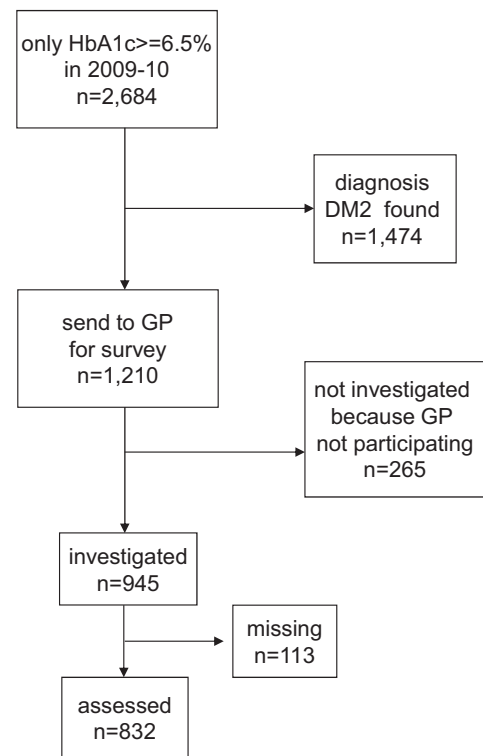 only HbA1c>=6.5%
in 2009-10
n=2,684
diagnosis
DM2 found
n=1,474
send to GP
for survey
n=1,210
not investigated
because GP
not participating
n=265
investigated
n=945
missing
n=113
assessed
n=832